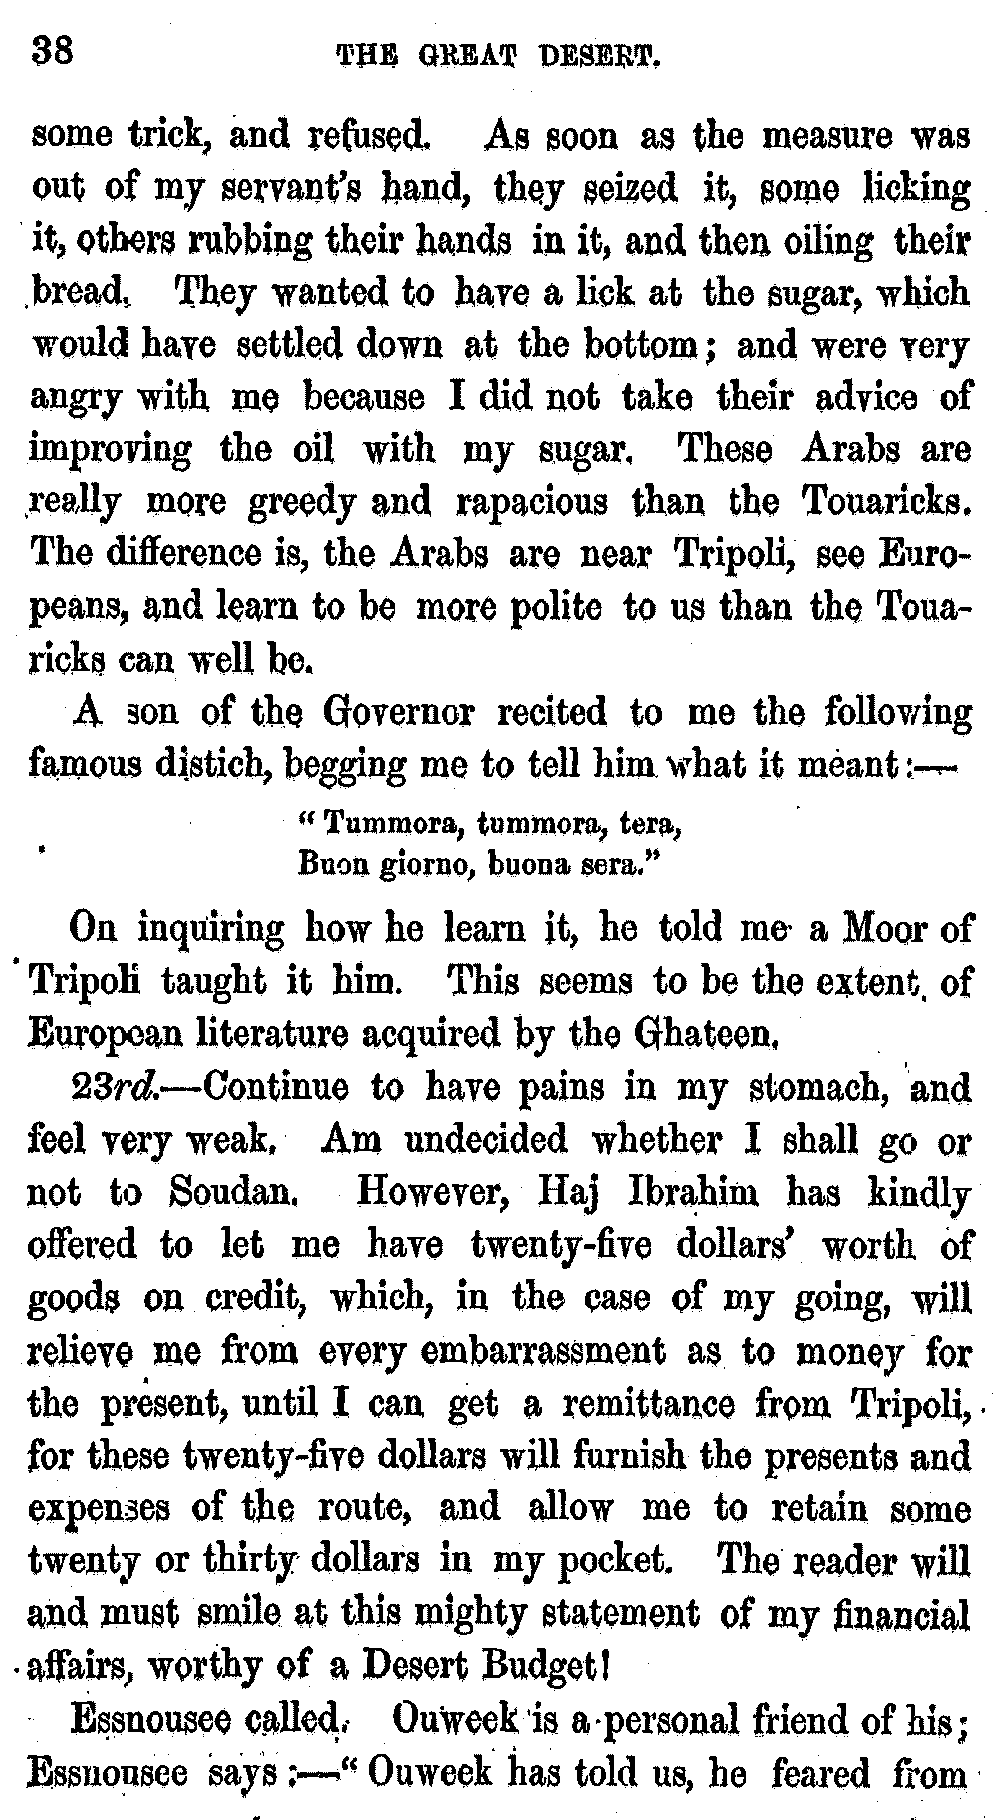 38 THE GREAT DESERT.
some trick, and refused. As soon as the measure was
out of my servant's hand, they seized it, some licking
it, others rubbing their hands in it, and then oiling their
bread. They wanted to have a lick at the sugar, which
would have settled down at the bottom; and were very
angry with me because I did not take their advice of
improving the oil with my sugar. These Arabs are
really more greedy and rapacious than the Touaricks.
The difference is, the Arabs are near Tripoli, see Euro-
peans, and learn to be more polite to us than the Toua-
ricks can well be.
A son of the Governor recited to me the following
famous distich, begging me to tell him what it meant:—
"Tummora, tummora, tera,
Buon giorno, buona sera."
On inquiring how he learn it, he told me a Moor of
Tripoli taught it him. This seems to be the extent of
European literature acquired by the Ghateen.
23rd.—Continue to have pains in my stomach, and
feel very weak. Am undecided whether I shall go or
not to Soudan. However, Haj Ibrahim has kindly
offered to let me have twenty-five dollars' worth of
goods on credit, which, in the case of my going, will
relieve me from every embarrassment as to money for
the present, until I can get a remittance from Tripoli,
for these twenty-five dollars will furnish the presents and
expenses of the route, and allow me to retain some
twenty or thirty dollars in my pocket. The reader will
and must smile at this mighty statement of my financial
affairs, worthy of a Desert Budget!
Essnousee called. Ouweek is a personal friend of his;
Essnousee says:—"Ouweek has told us, he feared from